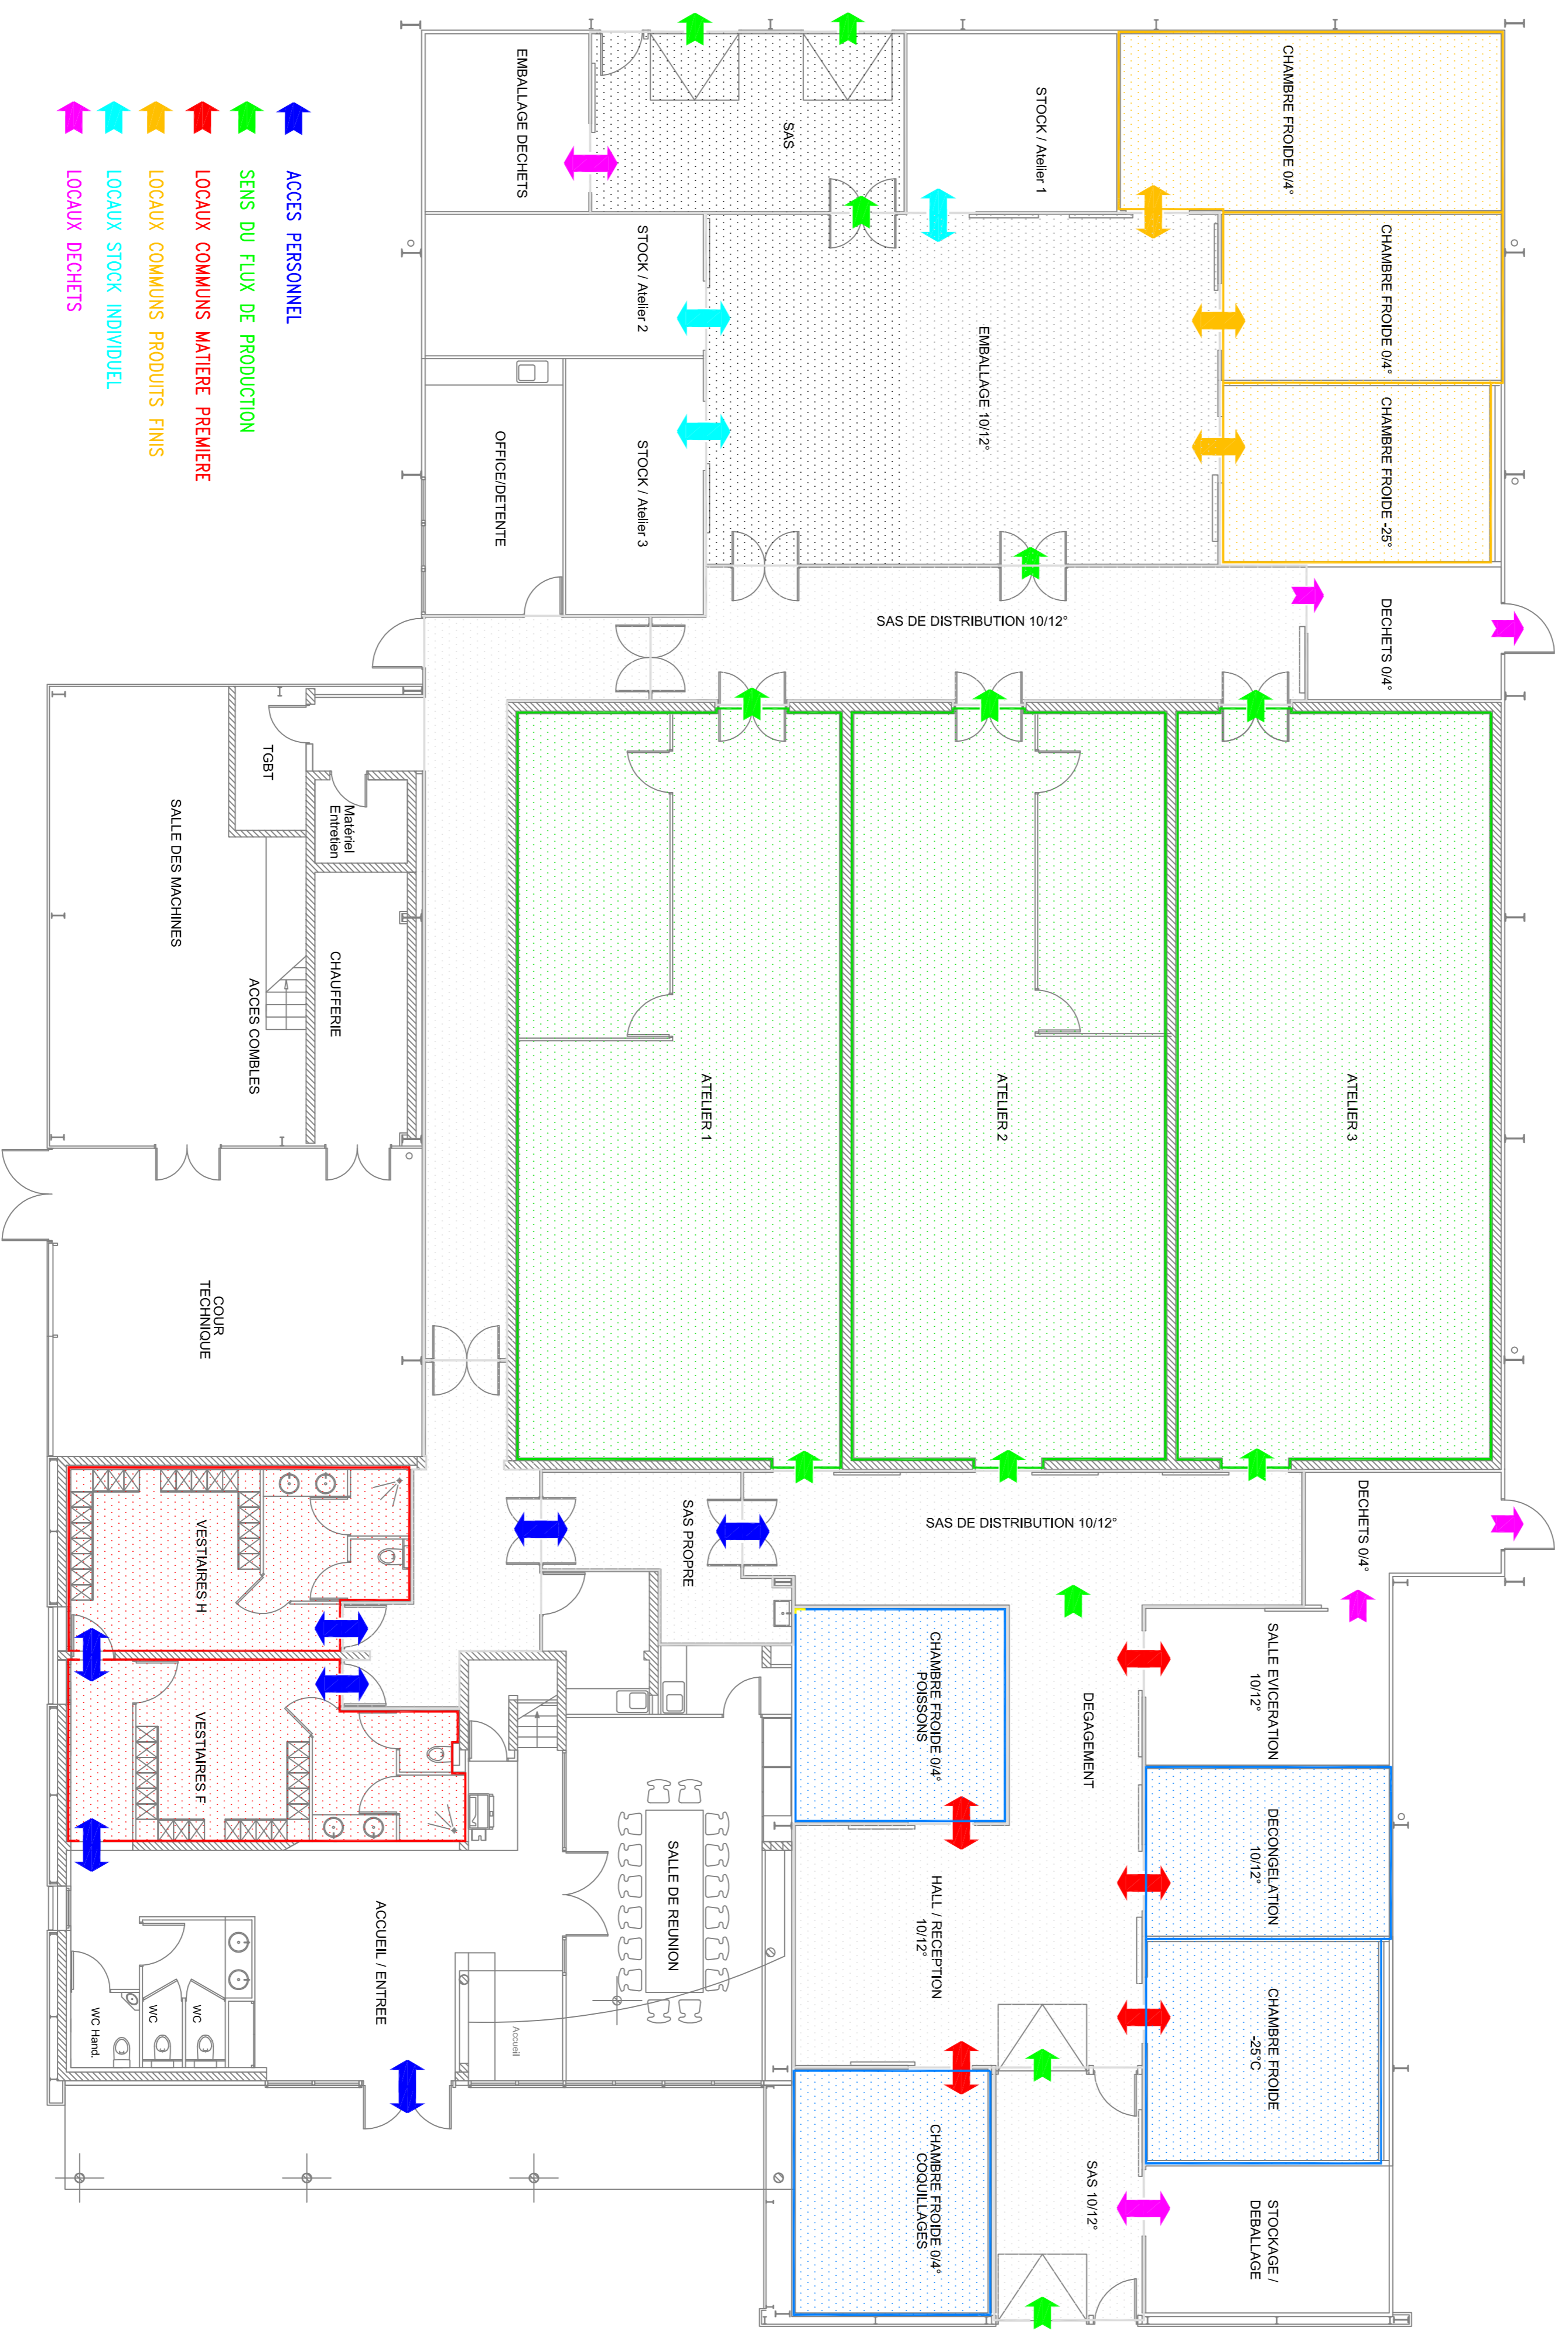 CHAMBRE FROIDE 0/4°
CHAMBRE FROIDE 0/4°
CHAMBRE FROIDE -25°
DECHETS 0/4°
STOCK / Atelier 1
SAS
EMBALLAGE DECHETS
EMBALLAGE 10/12°
STOCK / Atelier 2
STOCK / Atelier 3
OFFICE/DETENTE
SAS DE DISTRIBUTION 10/12°
ATELIER 3
ATELIER 2
ATELIER 1
TGBT
Matériel
Entretien
SALLE DES MACHINES
ACCES COMBLES
CHAUFFERIE
COUR
TECHNIQUE
DECHETS 0/4°
SAS DE DISTRIBUTION 10/12°
SAS PROPRE
VESTIAIRES H
VESTIAIRES F
SALLE EVICERATION
10/12°
DEGAGEMENT
CHAMBRE FROIDE 0/4°
POISSONS
DECONGELATION
10/12°
HALL / RECEPTION
10/12°
SALLE DE REUNION
ACCUEIL / ENTREE
Accueil
WC
WC
WC Hand.
CHAMBRE FROIDE
-25°C
SAS 10/12°
CHAMBRE FROIDE 0/4°
COQUILLAGES
STOCKAGE /
DEBALLAGE
ACCES PERSONNEL
SENS DU FLUX DE PRODUCTION
LOCAUX COMMUNS MATIERE PREMIERE
LOCAUX COMMUNS PRODUITS FINIS
LOCAUX STOCK INDIVIDUEL
LOCAUX DECHETS